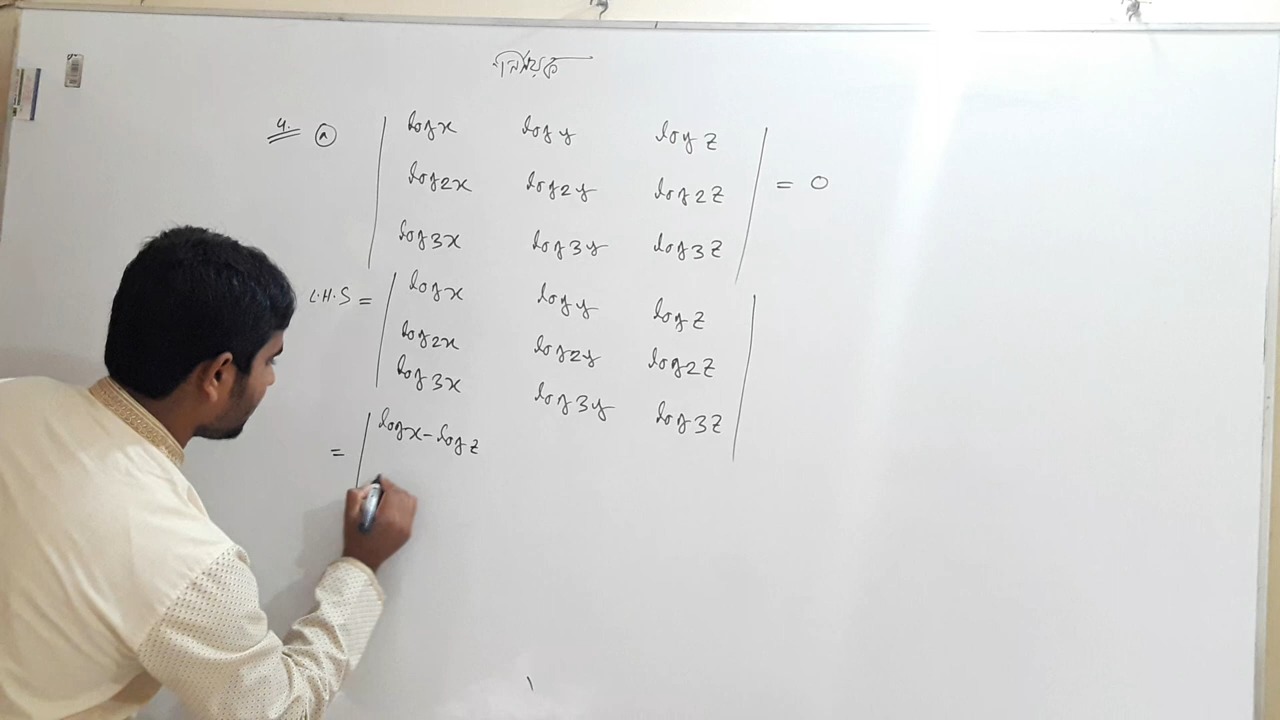 নির্ণায়ক
4. (a) | log x log y log z |
| log 2x log 2y log 2z | = 0
| log 3x log 3y log 3z |
L.H.S = | log x log y log z |
| log 2x log 2y log 2z |
| log 3x log 3y log 3z |
= | log x - log z